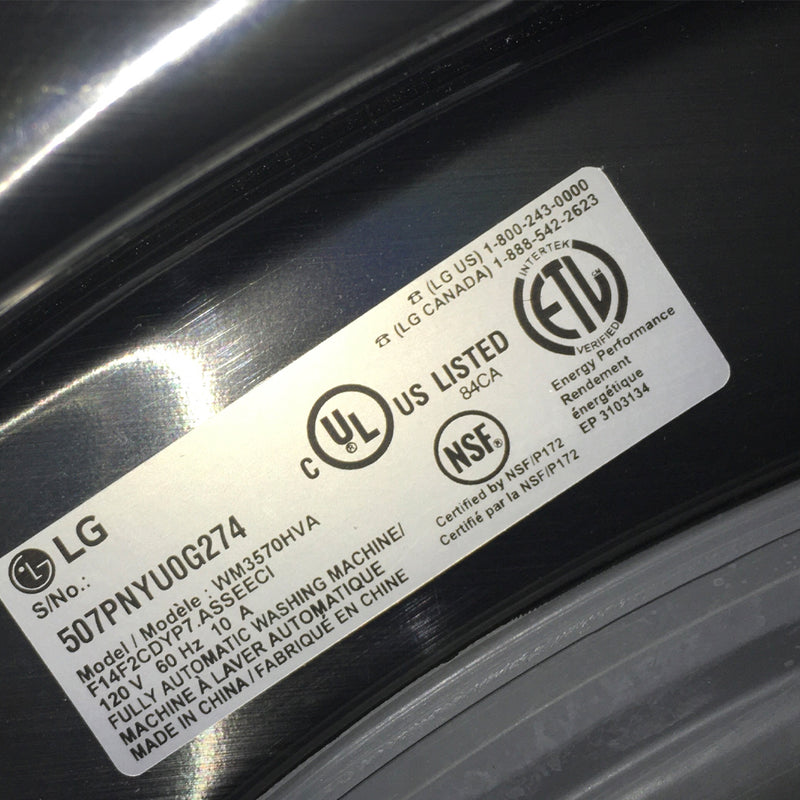 ☎ (LG US) 1-800-243-0000
☎ (LG CANADA) 1-888-542-2623
INTERTEK
ETL
CM
VERIFIED
Energy Performance
Rendement
énergétique
EP 3103134
C UL ® US LISTED
84CA
NSF®
Certified by NSF/P172
Certifié par la NSF/P172
LG
S/No.:
507PNYU0G274
Model / Modèle : WM3570HVA
F14F2CDYP7.ASSEECI
120 V 60 Hz 10 A
FULLY AUTOMATIC WASHING MACHINE/
MACHINE À LAVER AUTOMATIQUE
MADE IN CHINA / FABRIQUÉ EN CHINE